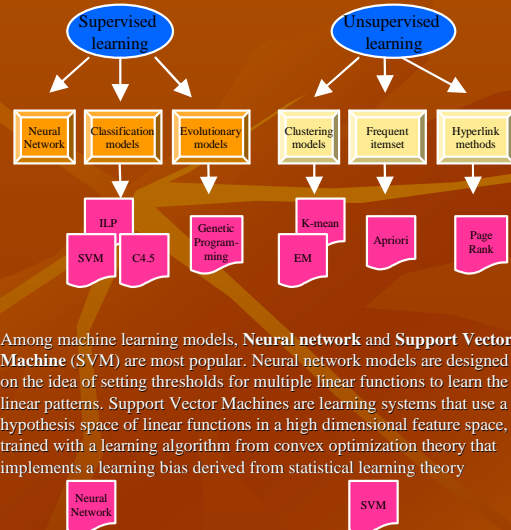 Supervised
learning
Unsupervised
learning
Neural
Network
Classification
models
Evolutionary
models
Clustering
models
Frequent
itemset
Hyperlink
methods
ILP
SVM
C4.5
Genetic
Program-
ming
K-mean
EM
Apriori
Page
Rank
Among machine learning models, Neural network and Support Vector
Machine (SVM) are most popular. Neural network models are designed
on the idea of setting thresholds for multiple linear functions to learn the
linear patterns. Support Vector Machines are learning systems that use a
hypothesis space of linear functions in a high dimensional feature space,
trained with a learning algorithm from convex optimization theory that
implements a learning bias derived from statistical learning theory
Neural
Network
SVM